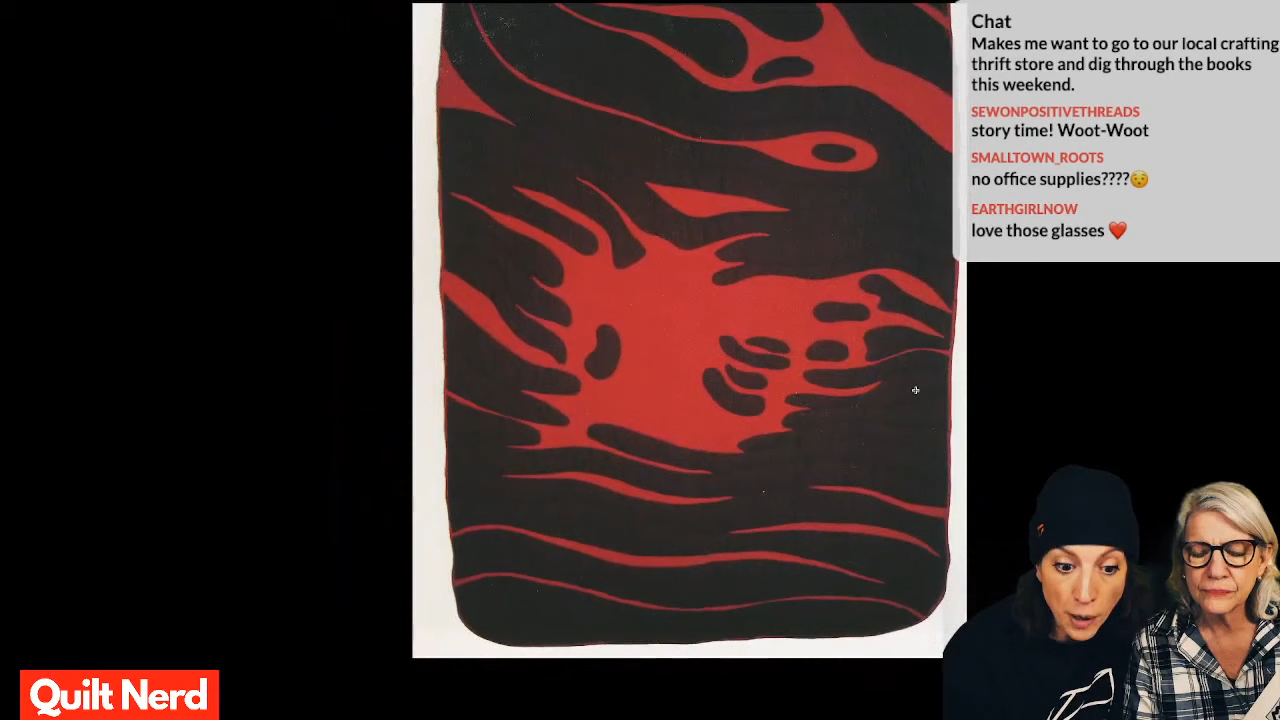 Chat
Makes me want to go to our local crafting
thrift store and dig through the books
this weekend.
SEWONPOSITIVETHREADS
story time! Woot-Woot
SMALLTOWN_ROOTS
no office supplies????😟
EARTHGIRLNOW
love those glasses ❤️
Quilt Nerd